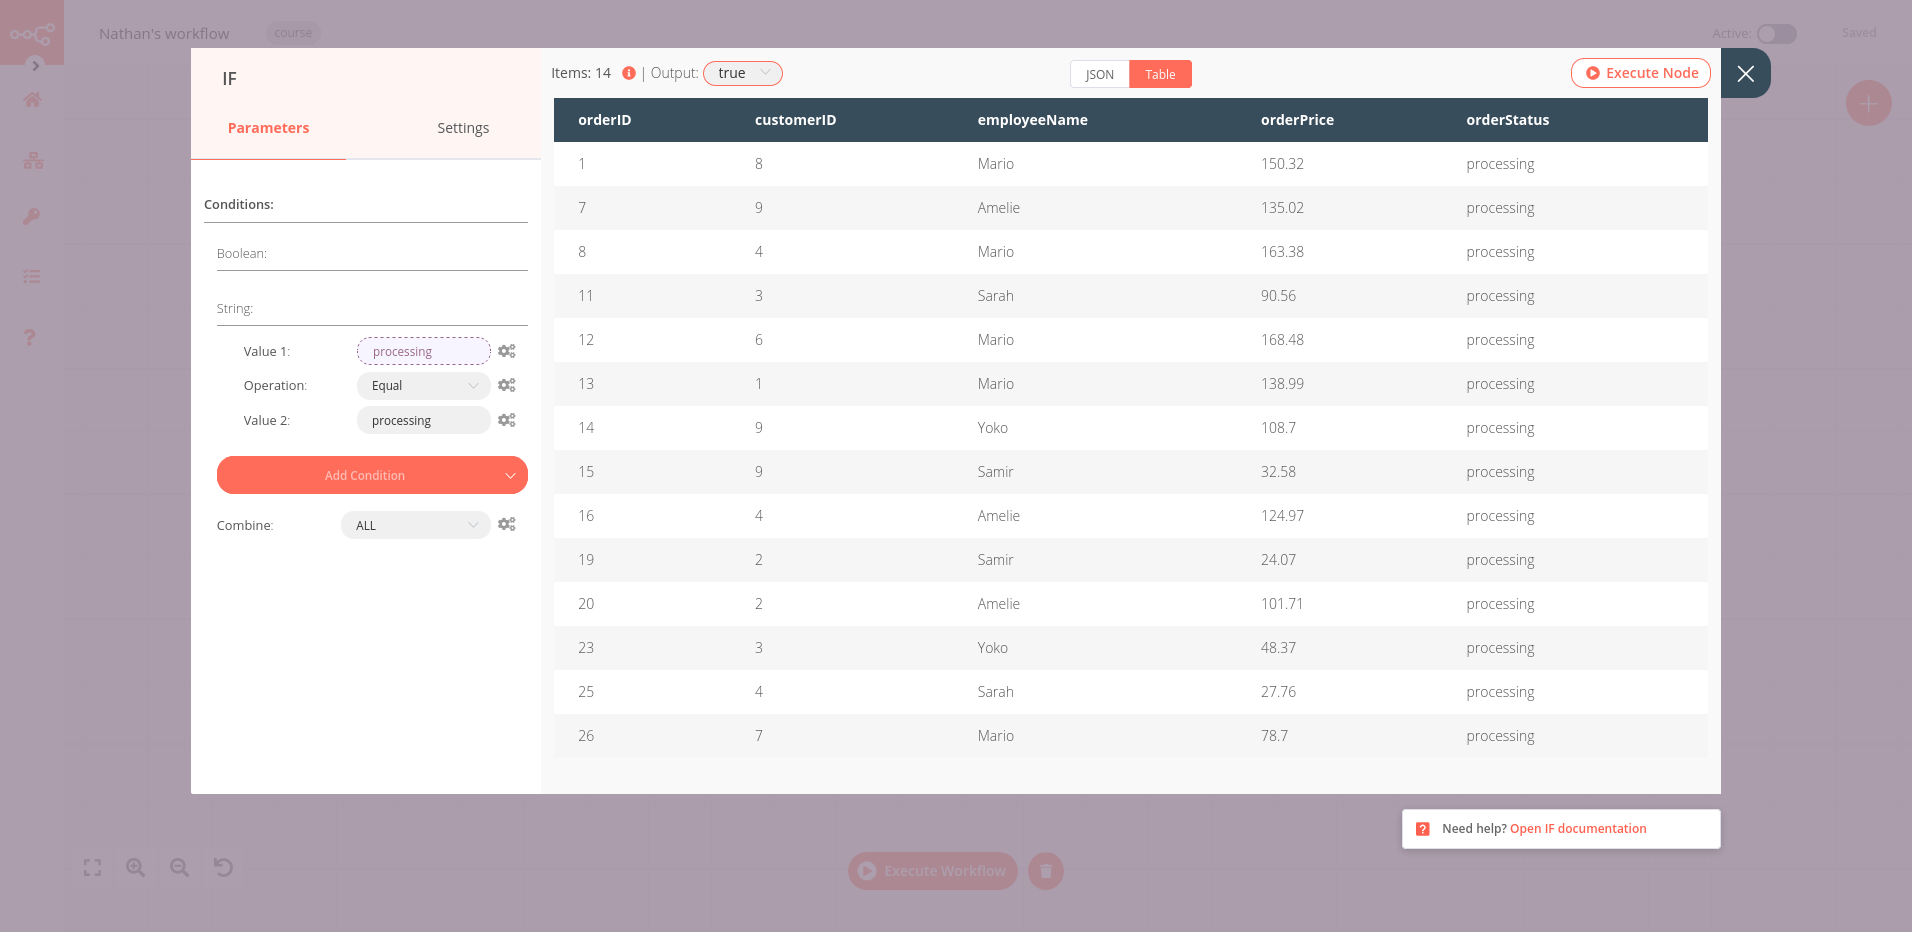 Nathan's workflow course Active: Saved
IF
Parameters Settings
Conditions:
Boolean:
String:
Value 1: processing
Operation: Equal
Value 2: processing
Add Condition
Combine: ALL
Items: 14 | Output: true JSON Table Execute Node
orderID customerID employeeName orderPrice orderStatus
1 8 Mario 150.32 processing
7 9 Amelie 135.02 processing
8 4 Mario 163.38 processing
11 3 Sarah 90.56 processing
12 6 Mario 168.48 processing
13 1 Mario 138.99 processing
14 9 Yoko 108.7 processing
15 9 Samir 32.58 processing
16 4 Amelie 124.97 processing
19 2 Samir 24.07 processing
20 2 Amelie 101.71 processing
23 3 Yoko 48.37 processing
25 4 Sarah 27.76 processing
26 7 Mario 78.7 processing
Need help? Open IF documentation
Execute Workflow